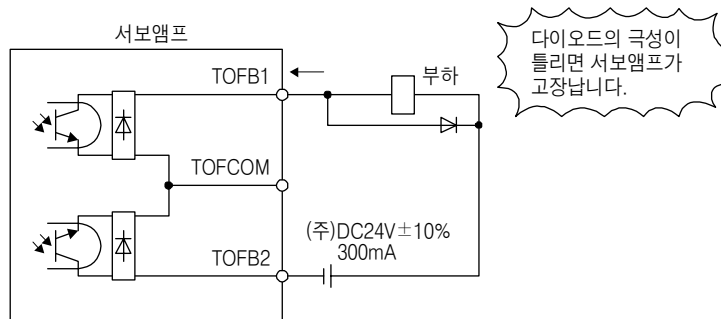 서보앰프
TOFB1
부하
TOFCOM
TOFB2
(주)DC24V±10%
300mA
다이오드의 극성이
틀리면 서보앰프가
고장납니다.